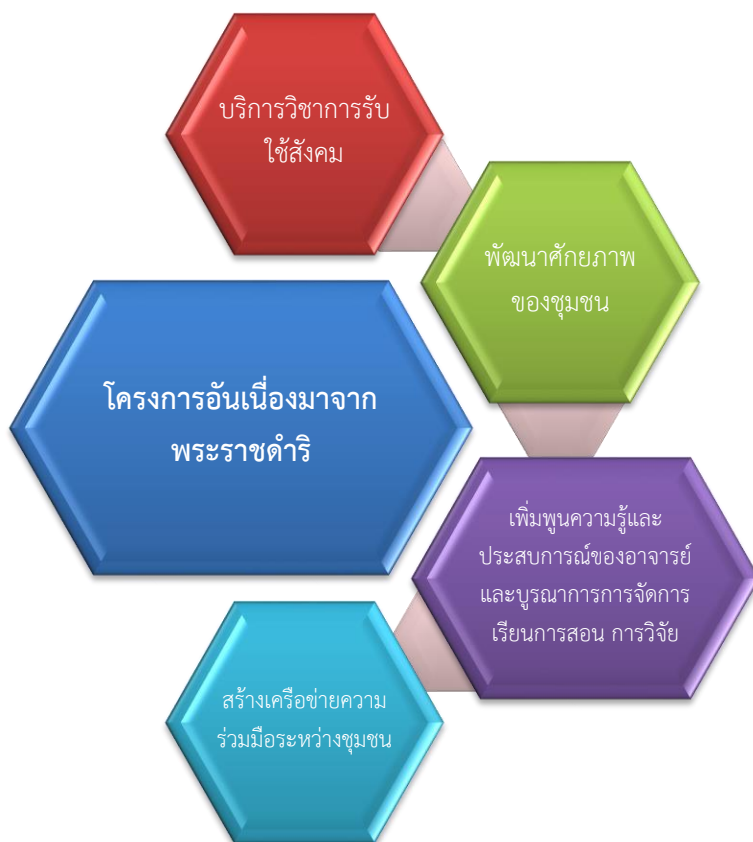 บริการวิชาการรับ
ใช้สังคม
พัฒนาศักยภาพ
ของชุมชน
โครงการอันเนื่องมาจาก
พระราชดำริ
เพิ่มพูนความรู้และ
ประสบการณ์ของอาจารย์
และบูรณาการการจัดการ
เรียนการสอน การวิจัย
สร้างเครือข่ายความ
ร่วมมือระหว่างชุมชน